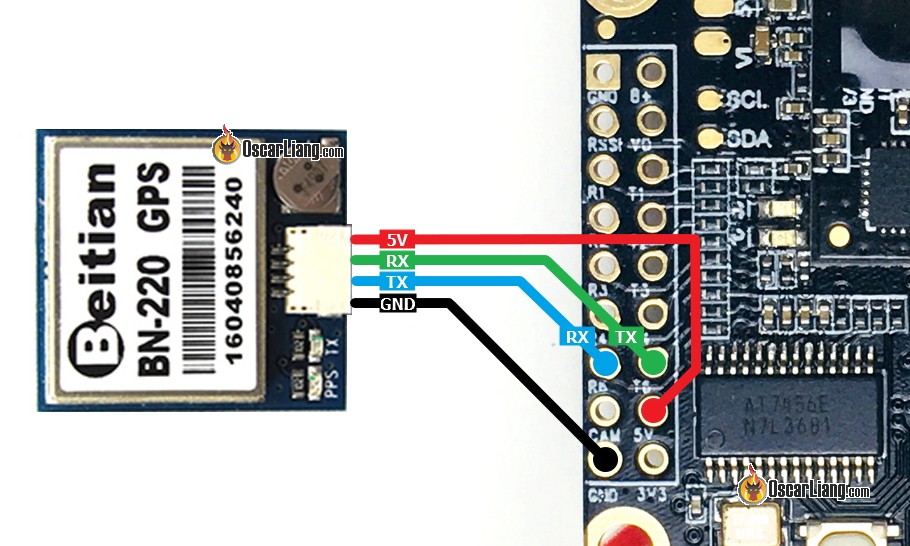 OscarLiang.com
Beitian
BN-220 GPS
160408856240
PPS TX
5V
RX
TX
GND
RX
TX
GND B+
RSSI VO
R1 T1
R3 T3
R6 T6
CAM 5V
GND 3V3
SCL
SDA
AT7456E
N7L3681
OscarLiang.com